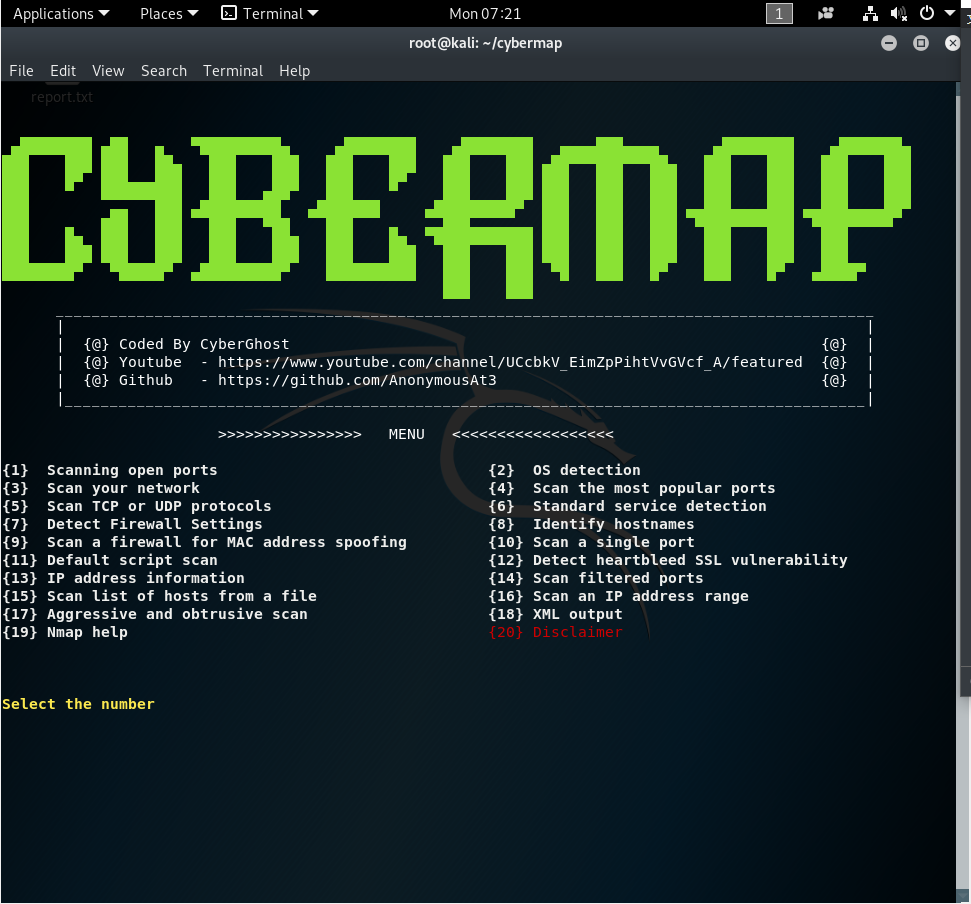 Applications Places Terminal Mon 07:21 1
root@kali: ~/cybermap
File Edit View Search Terminal Help
report.txt
CYBERMAP
{@} Coded By CyberGhost {@}
{@} Youtube - https://www.youtube.com/channel/UCcbkV_EimZpPihtVvGVcf_A/featured {@}
{@} Github - https://github.com/AnonymousAt3 {@}
>>>>>>>>>>>>>>>> MENU <<<<<<<<<<<<<<<<<<
{1} Scanning open ports {2} OS detection
{3} Scan your network {4} Scan the most popular ports
{5} Scan TCP or UDP protocols {6} Standard service detection
{7} Detect Firewall Settings {8} Identify hostnames
{9} Scan a firewall for MAC address spoofing {10} Scan a single port
{11} Default script scan {12} Detect heartbleed SSL vulnerability
{13} IP address information {14} Scan filtered ports
{15} Scan list of hosts from a file {16} Scan an IP address range
{17} Aggressive and obtrusive scan {18} XML output
{19} Nmap help {20} Disclaimer
Select the number